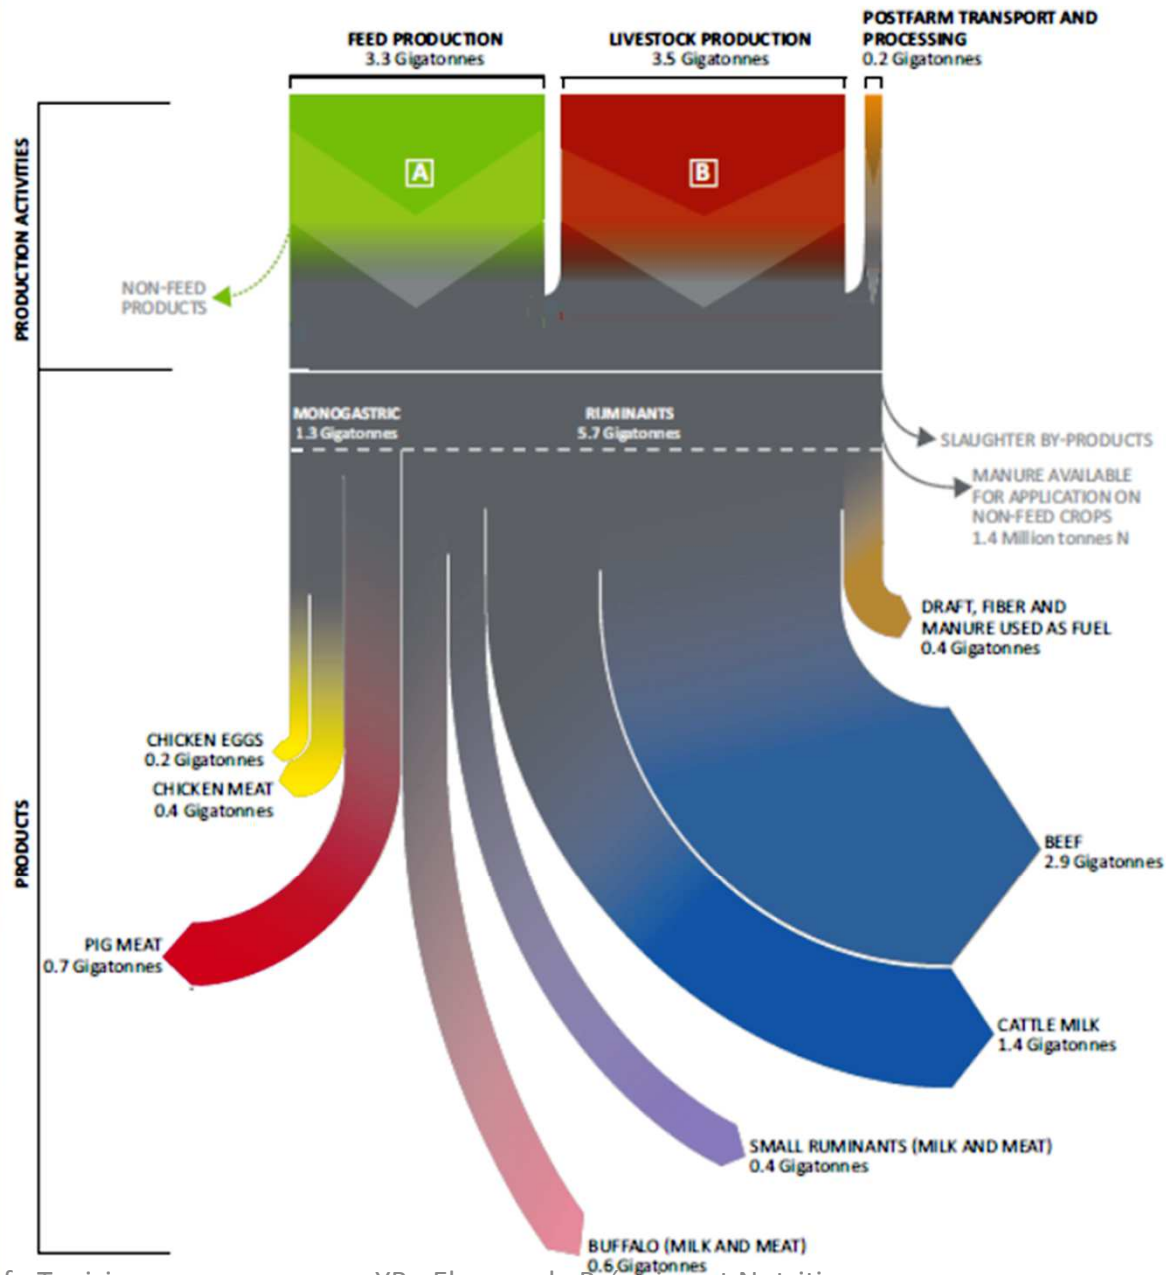 FEED PRODUCTION
3.3 Gigatonnes
LIVESTOCK PRODUCTION
3.5 Gigatonnes
POSTFARM TRANSPORT AND
PROCESSING
0.2 Gigatonnes
PRODUCTION ACTIVITIES
A
B
NON-FEED
PRODUCTS
MONOGASTRIC
1.3 Gigatonnes
RUMINANTS
5.7 Gigatonnes
SLAUGHTER BY-PRODUCTS
MANURE AVAILABLE
FOR APPLICATION ON
NON-FEED CROPS
1.4 Million tonnes N
DRAFT, FIBER AND
MANURE USED AS FUEL
0.4 Gigatonnes
PRODUCTS
CHICKEN EGGS
0.2 Gigatonnes
CHICKEN MEAT
0.4 Gigatonnes
BEEF
2.9 Gigatonnes
PIG MEAT
0.7 Gigatonnes
CATTLE MILK
1.4 Gigatonnes
SMALL RUMINANTS (MILK AND MEAT)
0.4 Gigatonnes
BUFFALO (MILK AND MEAT)
0.6 Gigatonnes